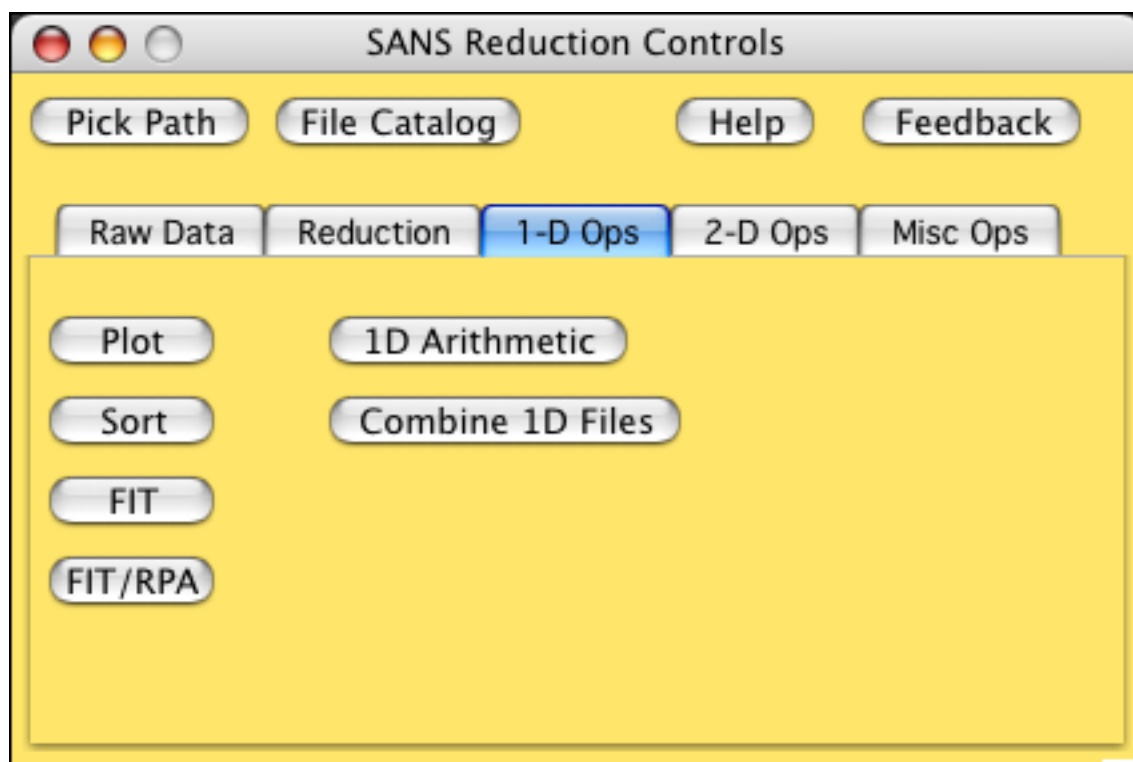 SANS Reduction Controls
Pick Path File Catalog Help Feedback
Raw Data Reduction 1-D Ops 2-D Ops Misc Ops
Plot 1D Arithmetic
Sort Combine 1D Files
FIT
FIT/RPA